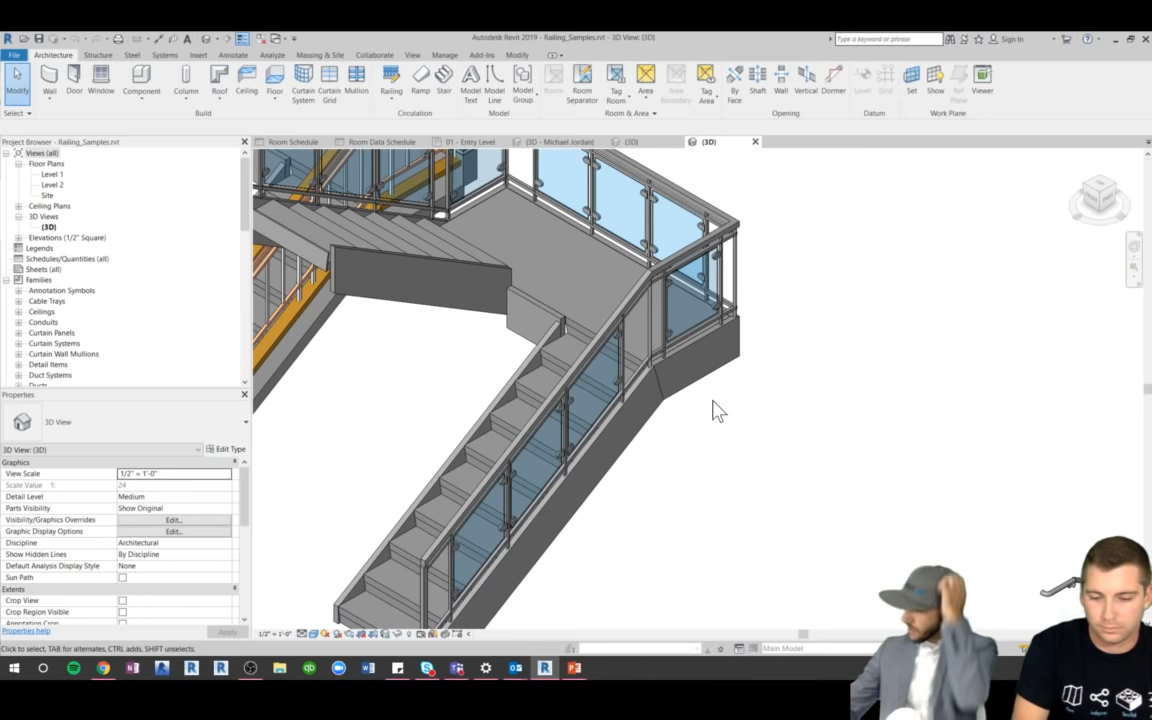 Autodesk Revit 2019 - Railing_Samples.rvt - 3D View: {3D}
Type a keyword or phrase
Sign In
File Architecture Structure Steel Systems Insert Annotate Analyze Massing & Site Collaborate View Manage Add-Ins Modify
Modify Wall Door Window Component Column Roof Ceiling Floor Curtain System Curtain Grid Mullion Railing Ramp Stair Model Text Model Line Model Group Room Room Separator Tag Room Area Area Boundary Tag Area By Face Shaft Wall Vertical Dormer Level Grid Set Show Ref Plane Viewer
Select Build Circulation Model Room & Area Opening Datum Work Plane
Project Browser - Railing_Samples.rvt
Room Schedule Room Data Schedule 01 - Entry Level {3D - Michael Jordan} {3D} {3D}
Views (all)
Floor Plans
Level 1
Level 2
Site
Ceiling Plans
3D Views
{3D}
Elevations (1/2" Square)
Legends
Schedules/Quantities (all)
Sheets (all)
Families
Annotation Symbols
Cable Trays
Ceilings
Conduits
Curtain Panels
Curtain Systems
Curtain Wall Mullions
Detail Items
Duct Systems
Ducts
Properties
3D View
3D View: {3D} Edit Type
Graphics
View Scale 1/2" = 1'-0"
Scale Value 1: 24
Detail Level Medium
Parts Visibility Show Original
Visibility/Graphics Overrides Edit...
Graphic Display Options Edit...
Discipline Architectural
Show Hidden Lines By Discipline
Default Analysis Display Style None
Sun Path
Extents
Crop View
Crop Region Visible
Annotation Crop
Properties help Apply
1/2" = 1'-0"
Click to select, TAB for alternates, CTRL adds, SHIFT unselects.
:0
Main Model